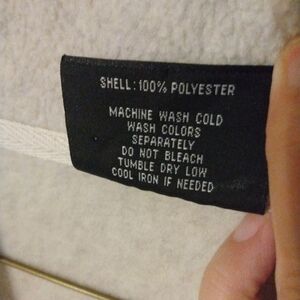 SHELL: 100% POLYESTER
MACHINE WASH COLD
WASH COLORS
SEPARATELY
DO NOT BLEACH
TUMBLE DRY LOW
COOL IRON IF NEEDED